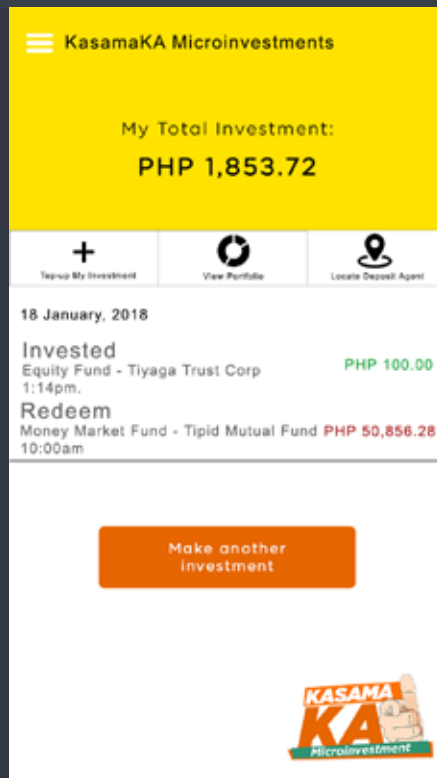 KasamaKA Microinvestments
My Total Investment:
PHP 1,853.72
Top-up My Investment
View Portfolio
Locate Deposit Agent
18 January, 2018
Invested
Equity Fund - Tiyaga Trust Corp
PHP 100.00
1:14pm.
Redeem
Money Market Fund - Tipid Mutual Fund PHP 50,856.28
10:00am
Make another
investment
KASAMA
KA
Microinvestment